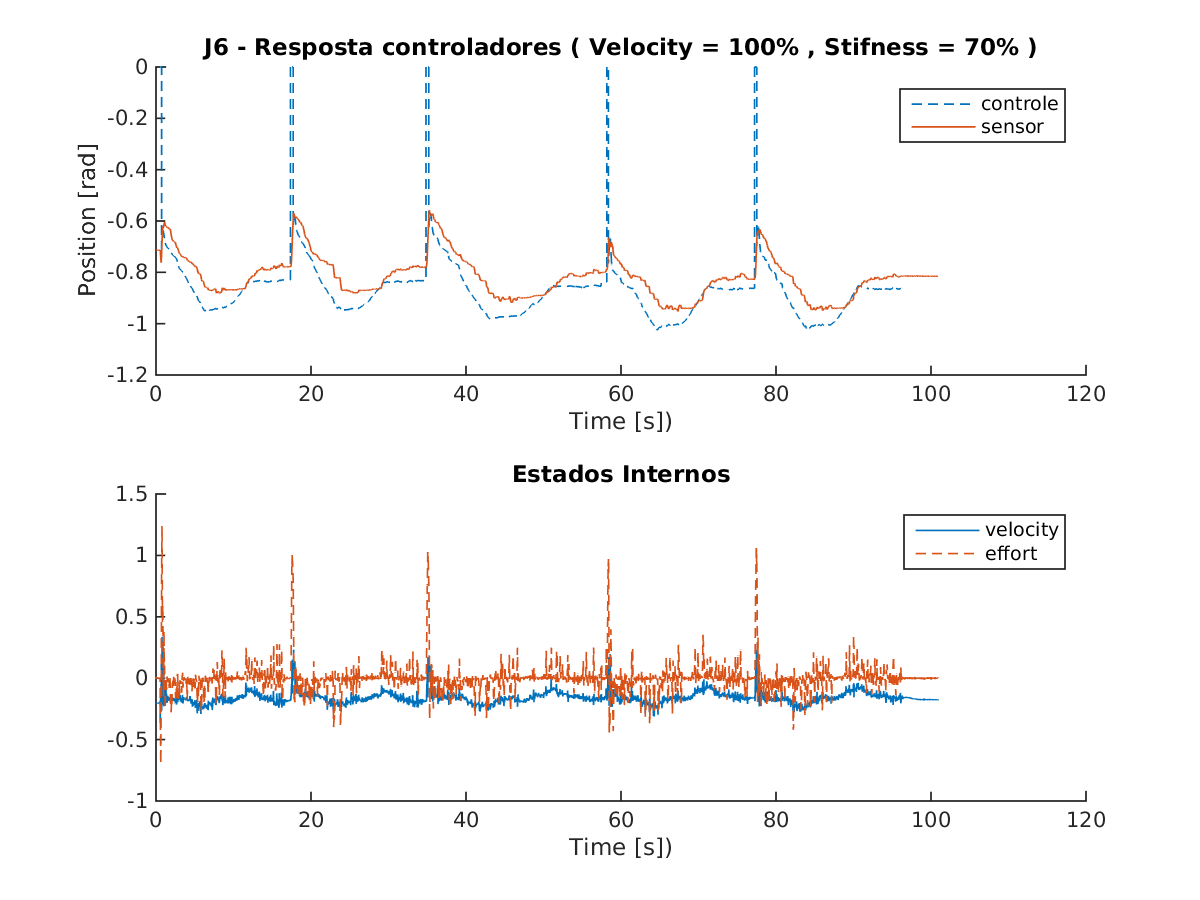 J6 - Resposta controladores ( Velocity = 100% , Stifness = 70% )
0
-0.2
-0.4
-0.6
-0.8
-1
-1.2
Position [rad]
controle
sensor
0 20 40 60 80 100 120
Time [s])
Estados Internos
1.5
1
0.5
0
-0.5
-1
velocity
effort
0 20 40 60 80 100 120
Time [s])